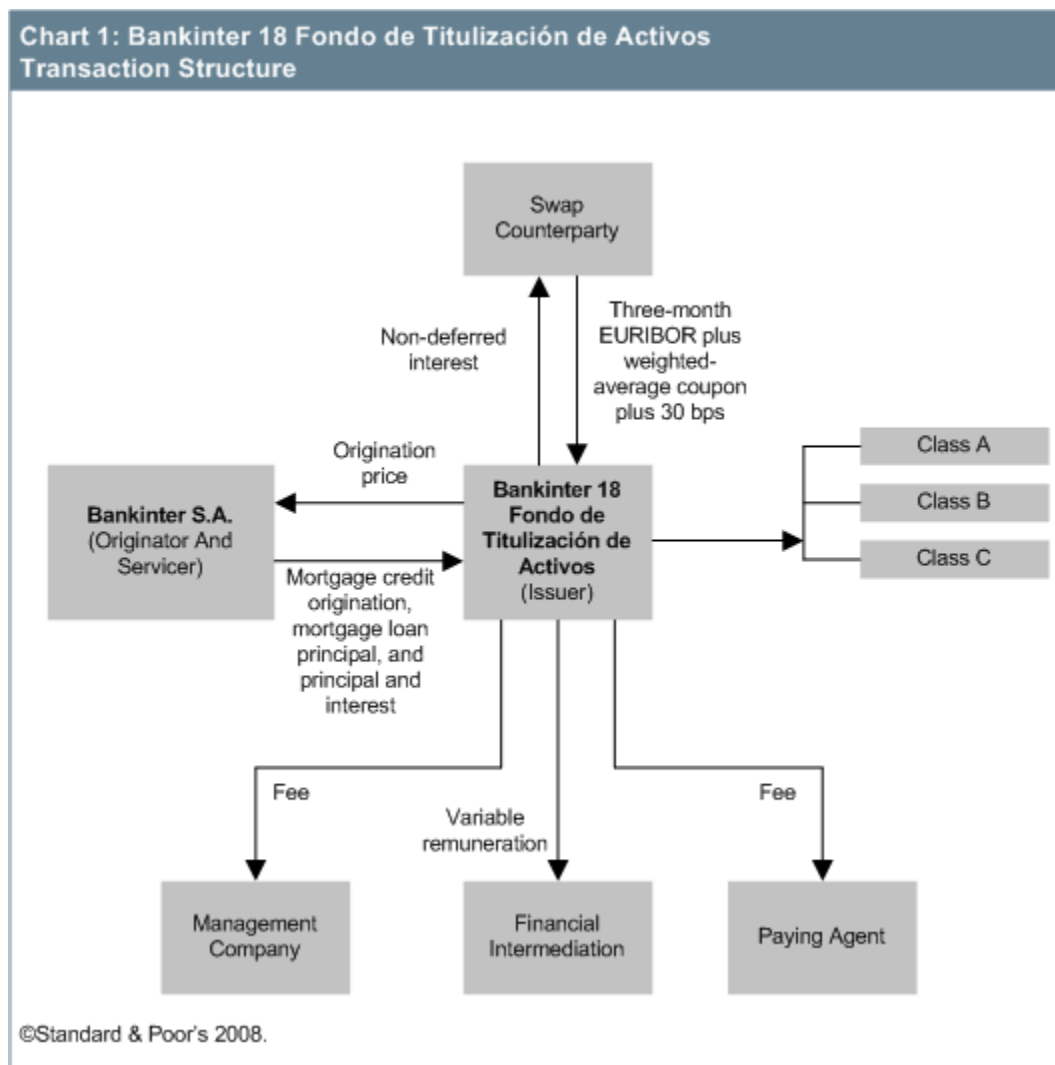 Chart 1: Bankinter 18 Fondo de Titulización de Activos
Transaction Structure
Swap
Counterparty
Non-deferred
interest
Three-month
EURIBOR plus
weighted-
average coupon
plus 30 bps
Origination
price
Bankinter S.A.
(Originator And
Servicer)
Mortgage credit
origination,
mortgage loan
principal, and
principal and
interest
Bankinter 18
Fondo de
Titulización de
Activos
(Issuer)
Class A
Class B
Class C
Fee
Variable
remuneration
Fee
Management
Company
Financial
Intermediation
Paying Agent
©Standard & Poor's 2008.